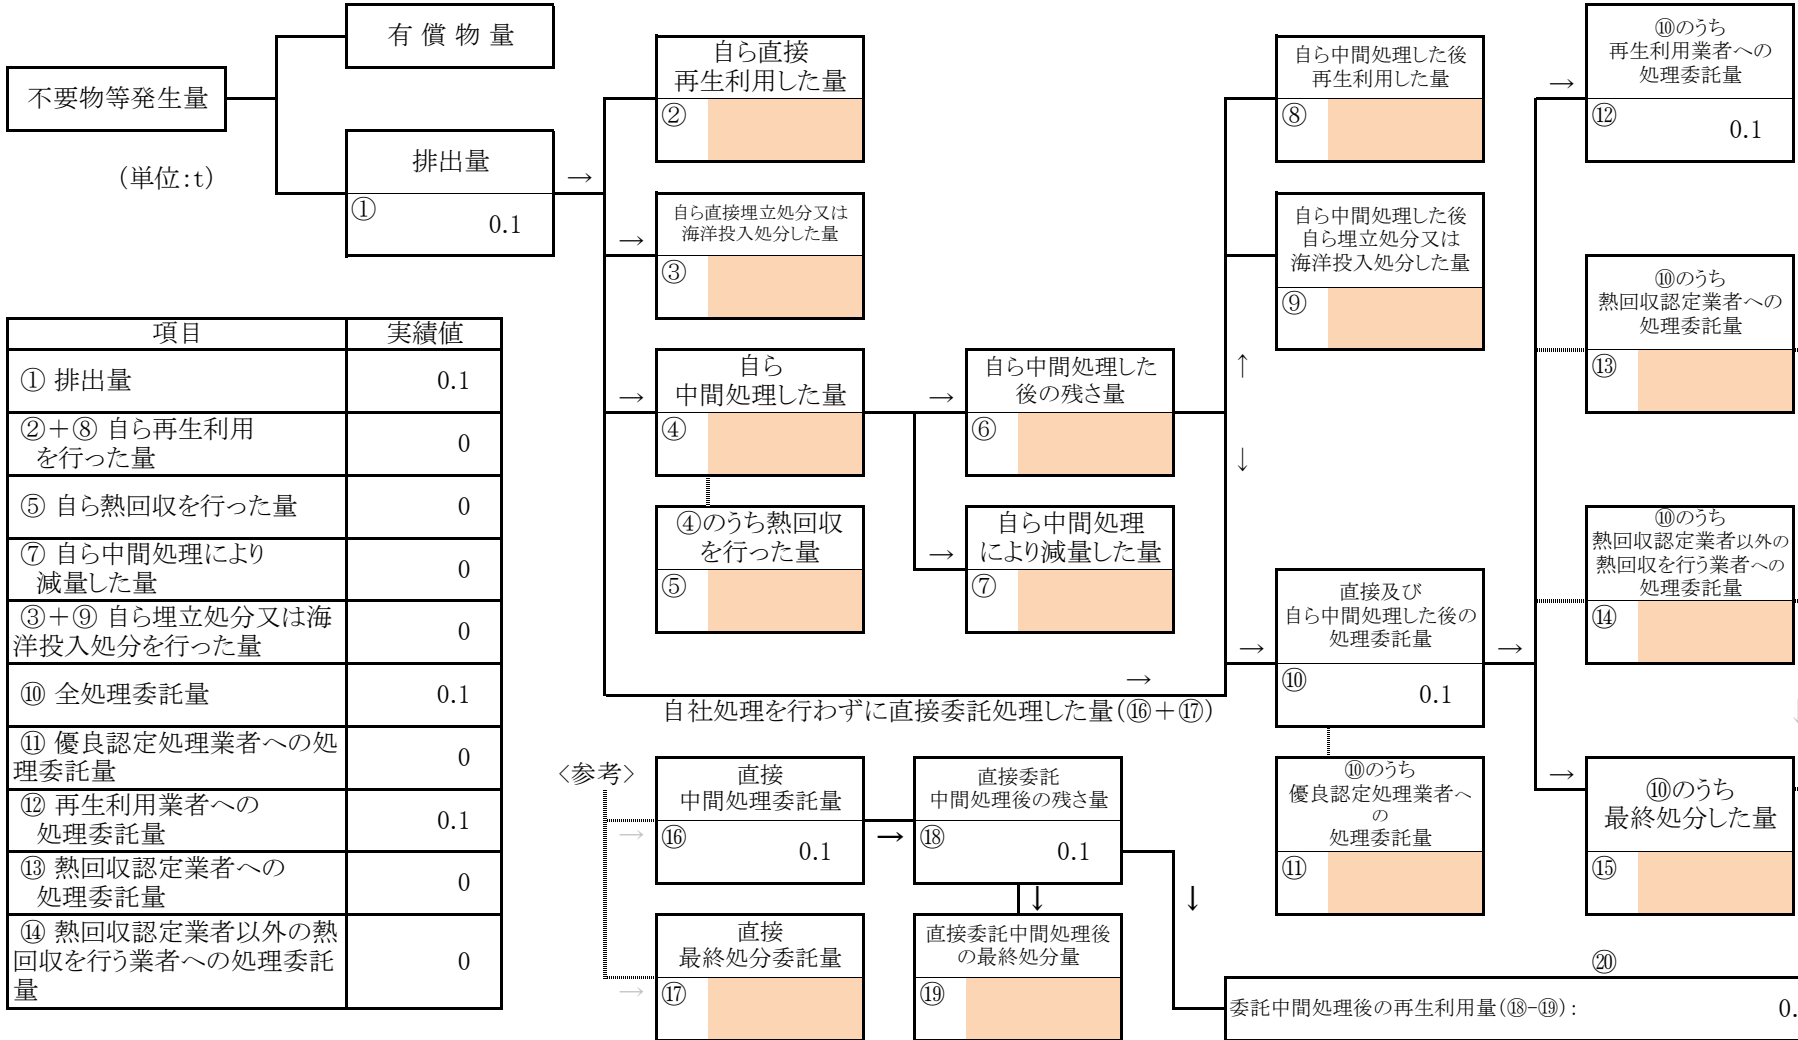 有 償 物 量
不要物等発生量
(単位:t)
排出量
①
0.1
→
自ら直接
再生利用した量
②
→
自ら直接埋立処分又は
海洋投入処分した量
③
→
自ら
中間処理した量
④
④のうち熱回収
を行った量
⑤
→
自ら中間処理した
後の残さ量
⑥
→
自ら中間処理
により減量した量
⑦
自ら中間処理した後
再生利用した量
⑧
自ら中間処理した後
自ら埋立処分又は
海洋投入処分した量
⑨
↑
↓
→
直接及び
自ら中間処理した後の
処理委託量
⑩
0.1
→
⑩のうち
優良認定処理業者へ
の
処理委託量
⑪
→
⑩のうち
再生利用業者への
処理委託量
⑫
0.1
⑩のうち
熱回収認定業者への
処理委託量
⑬
⑩のうち
熱回収認定業者以外の
熱回収を行う業者への
処理委託量
⑭
→
⑩のうち
最終処分した量
⑮
→
自社処理を行わずに直接委託処理した量(⑯+⑰)
項目 実績値
① 排出量 0.1
②+⑧ 自ら再生利用
を行った量 0
⑤ 自ら熱回収を行った量 0
⑦ 自ら中間処理により
減量した量 0
③+⑨ 自ら埋立処分又は海
洋投入処分を行った量 0
⑩ 全処理委託量 0.1
⑪ 優良認定処理業者への処
理委託量 0
⑫ 再生利用業者への
処理委託量 0.1
⑬ 熱回収認定業者への
処理委託量 0
⑭ 熱回収認定業者以外の熱
回収を行う業者への処理委託
量 0
<参考>
→
直接
中間処理委託量
⑯
0.1
→
直接委託
中間処理後の残さ量
⑱
0.1
↓
↓
→
直接
最終処分委託量
⑰
直接委託中間処理後
の最終処分量
⑲
⑳
委託中間処理後の再生利用量(⑱-⑲):
0.